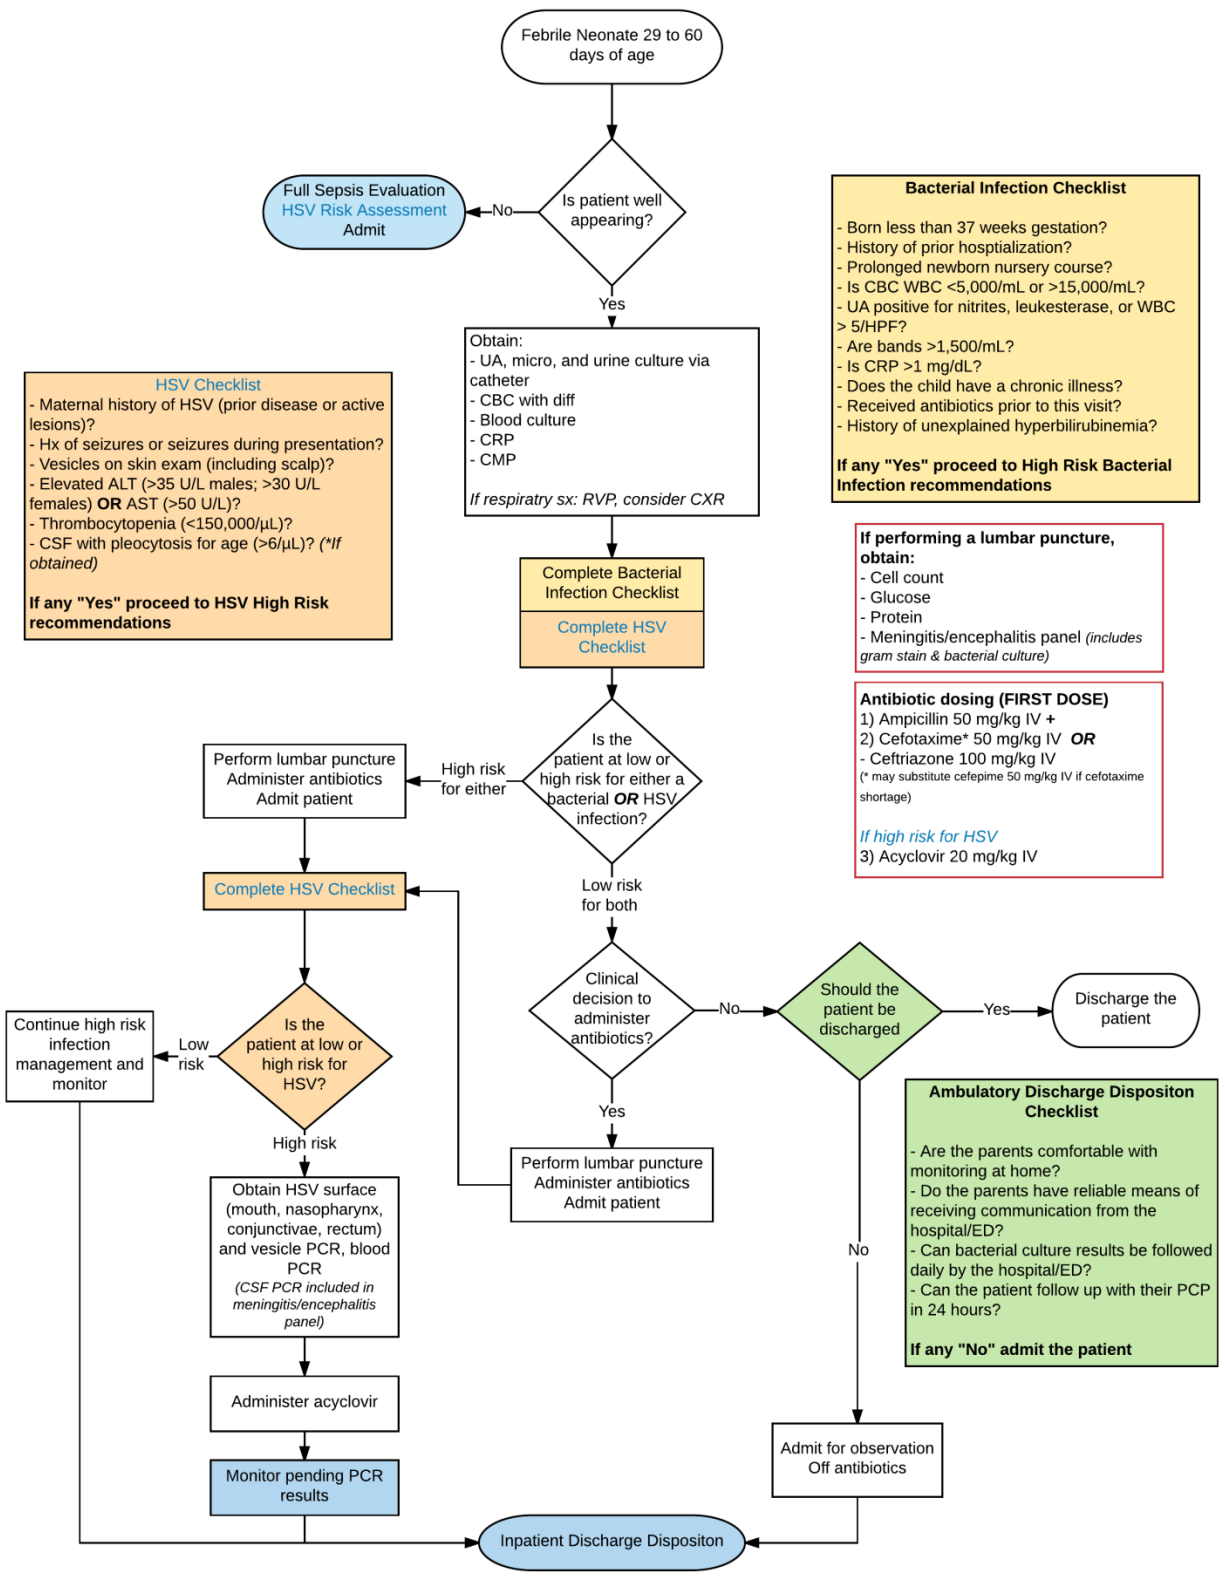 Febrile Neonate 29 to 60
days of age
Is patient well
appearing?
No
Full Sepsis Evaluation
HSV Risk Assessment
Admit
Yes
Bacterial Infection Checklist
- Born less than 37 weeks gestation?
- History of prior hosptialization?
- Prolonged newborn nursery course?
- Is CBC WBC <5,000/mL or >15,000/mL?
- UA positive for nitrites, leukesterase, or WBC
> 5/HPF?
- Are bands >1,500/mL?
- Is CRP >1 mg/dL?
- Does the child have a chronic illness?
- Received antibiotics prior to this visit?
- History of unexplained hyperbilirubinemia?
If any "Yes" proceed to High Risk Bacterial
Infection recommendations
Obtain:
- UA, micro, and urine culture via
catheter
- CBC with diff
- Blood culture
- CRP
- CMP
If respiratry sx: RVP, consider CXR
HSV Checklist
- Maternal history of HSV (prior disease or active
lesions)?
- Hx of seizures or seizures during presentation?
- Vesicles on skin exam (including scalp)?
- Elevated ALT (>35 U/L males; >30 U/L
females) OR AST (>50 U/L)?
- Thrombocytopenia (<150,000/µL)?
- CSF with pleocytosis for age (>6/µL)? (*If
obtained)
If any "Yes" proceed to HSV High Risk
recommendations
Complete Bacterial
Infection Checklist
Complete HSV
Checklist
If performing a lumbar puncture,
obtain:
- Cell count
- Glucose
- Protein
- Meningitis/encephalitis panel (includes
gram stain & bacterial culture)
Antibiotic dosing (FIRST DOSE)
1) Ampicillin 50 mg/kg IV +
2) Cefotaxime* 50 mg/kg IV OR
- Ceftriazone 100 mg/kg IV
(* may substitute cefepime 50 mg/kg IV if cefotaxime
shortage)
If high risk for HSV
3) Acyclovir 20 mg/kg IV
Is the
patient at low or
high risk for either a
bacterial OR HSV
infection?
High risk
for either
Perform lumbar puncture
Administer antibiotics
Admit patient
Complete HSV Checklist
Low risk
for both
Clinical
decision to
administer
antibiotics?
No
Should the
patient be
discharged
Yes
Discharge the
patient
Is the
patient at low or
high risk for
HSV?
Low
risk
Continue high risk
infection
management and
monitor
Yes
Perform lumbar puncture
Administer antibiotics
Admit patient
High risk
Obtain HSV surface
(mouth, nasopharynx,
conjunctivae, rectum)
and vesicle PCR, blood
PCR
(CSF PCR included in
meningitis/encephalitis
panel)
Ambulatory Discharge Dispositon
Checklist
- Are the parents comfortable with
monitoring at home?
- Do the parents have reliable means of
receiving communication from the
hospital/ED?
- Can bacterial culture results be followed
daily by the hospital/ED?
- Can the patient follow up with their PCP
in 24 hours?
If any "No" admit the patient
No
Administer acyclovir
Admit for observation
Off antibiotics
Monitor pending PCR
results
Inpatient Discharge Dispositon